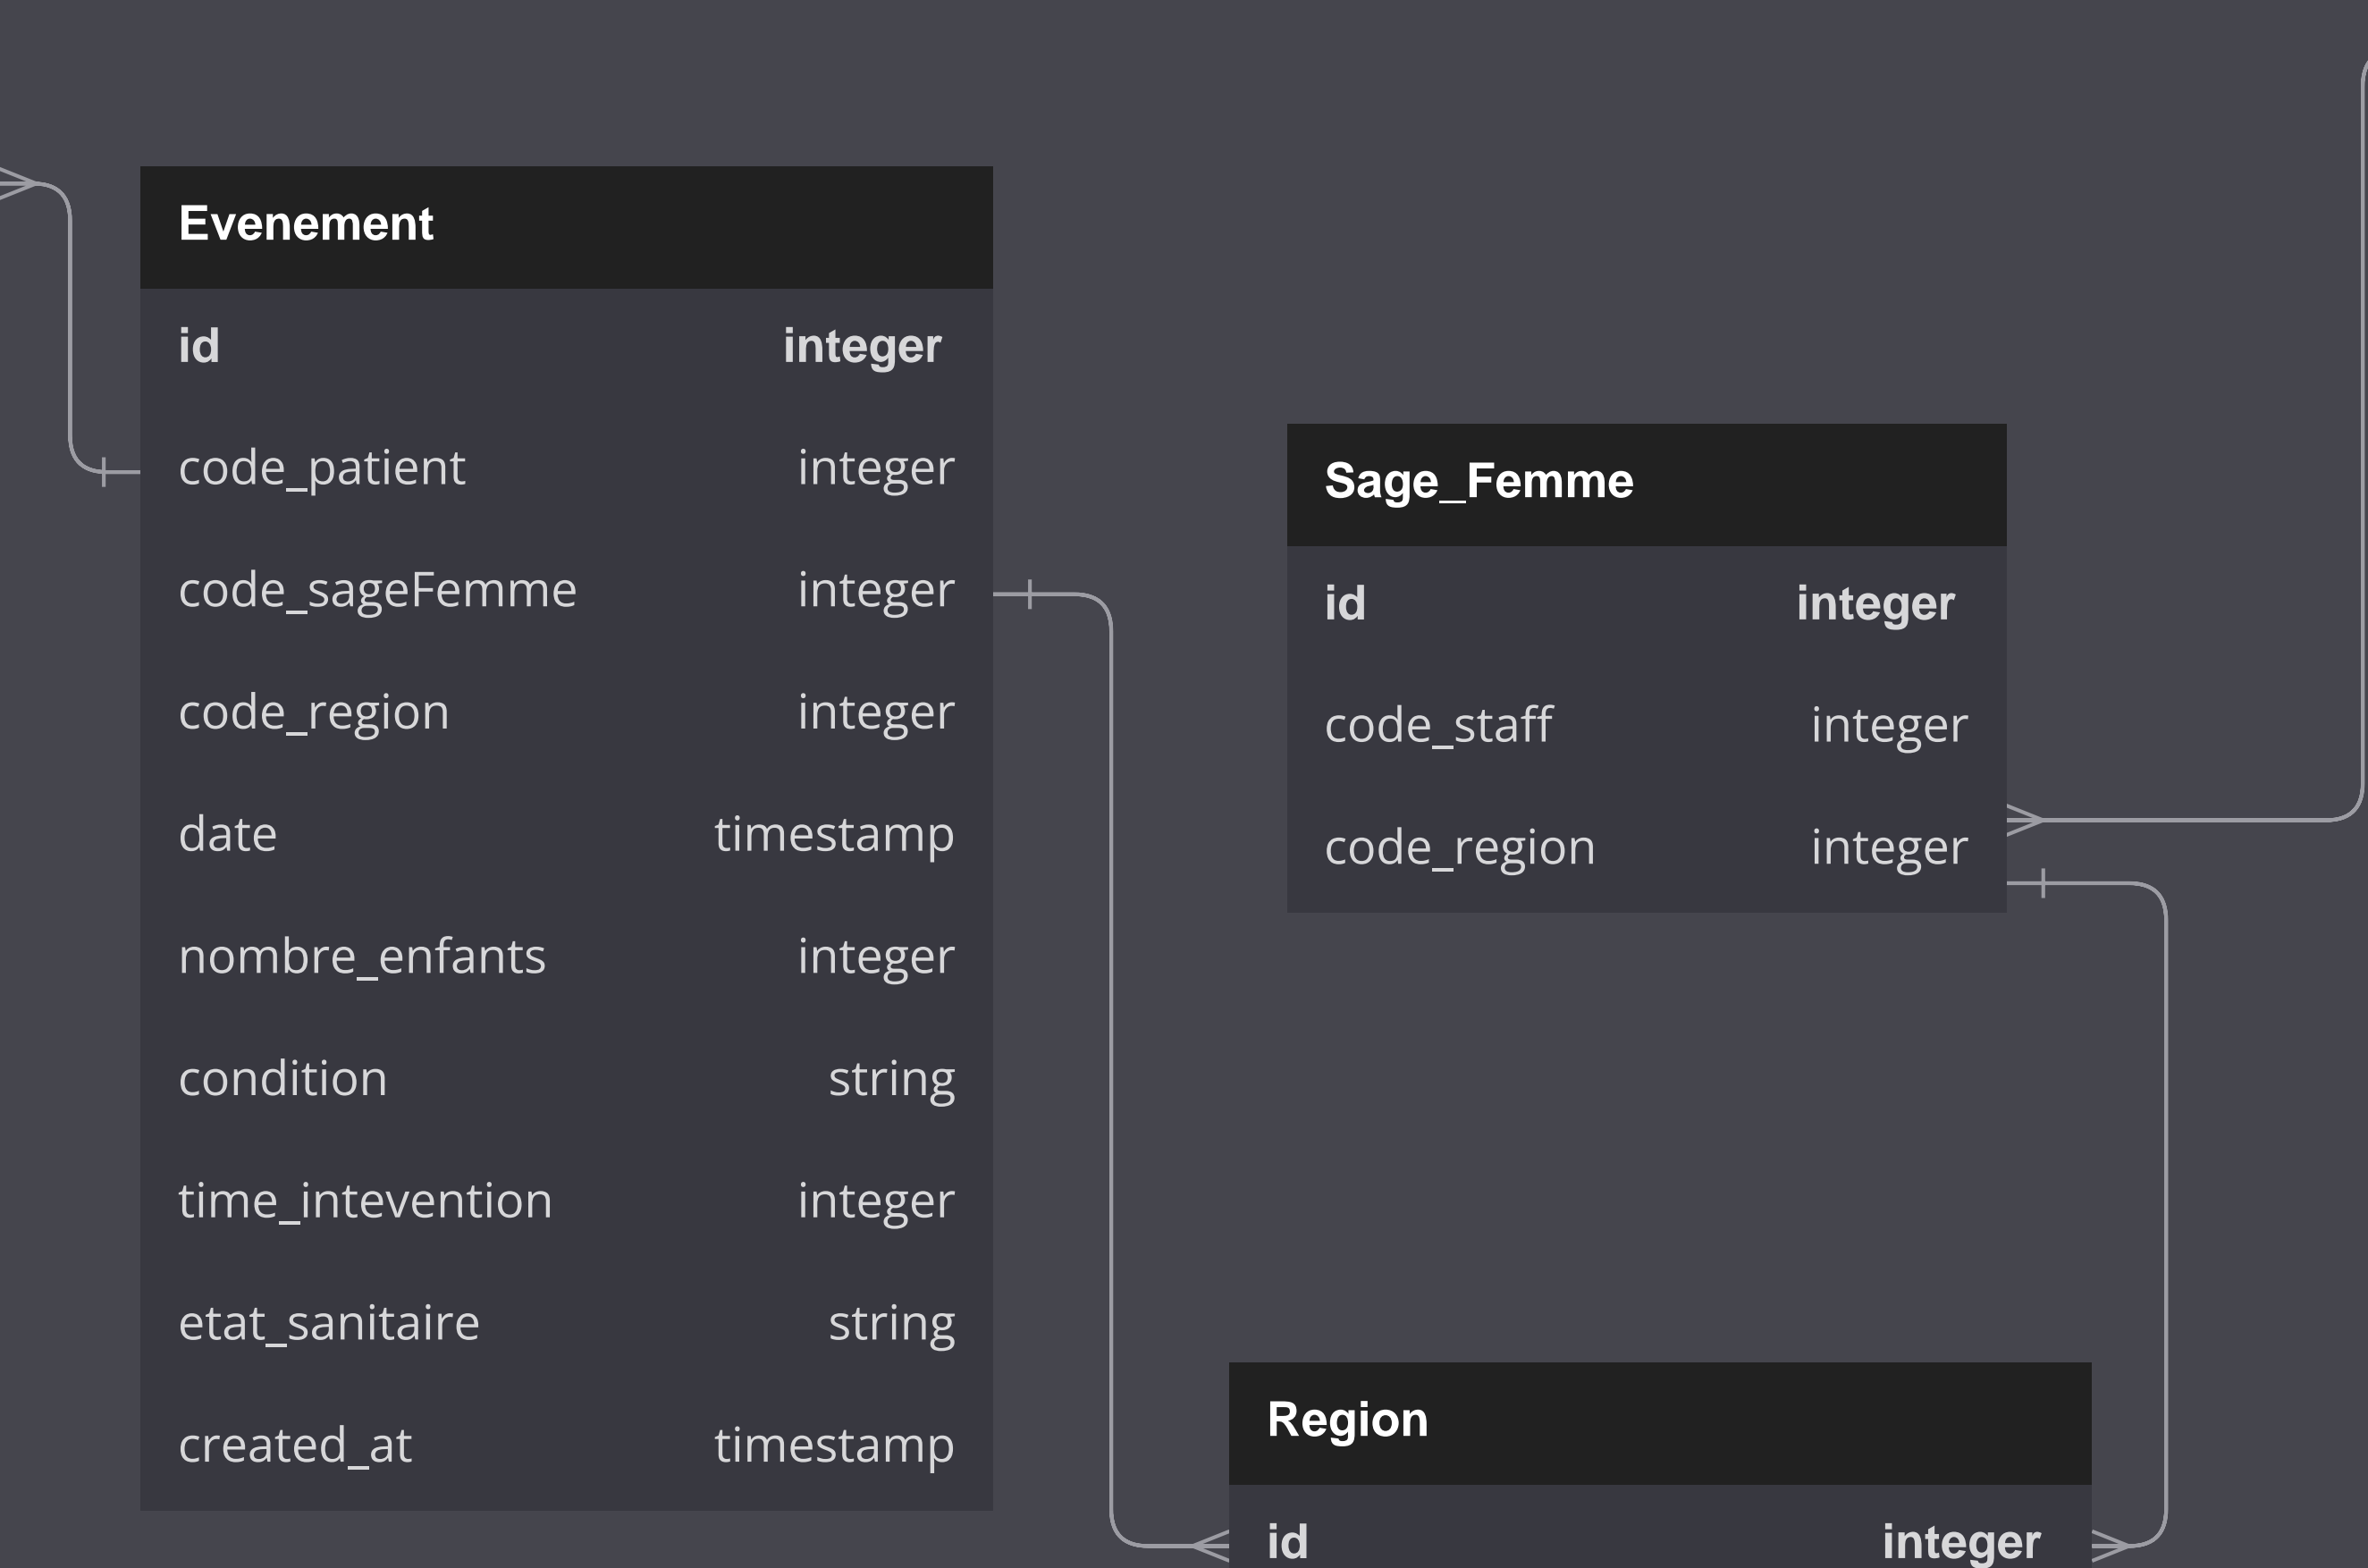 Evenement
id integer
code_patient integer
code_sageFemme integer
code_region integer
date timestamp
nombre_enfants integer
condition string
time_intevention integer
etat_sanitaire string
created_at timestamp
Sage_Femme
id integer
code_staff integer
code_region integer
Region
id integer